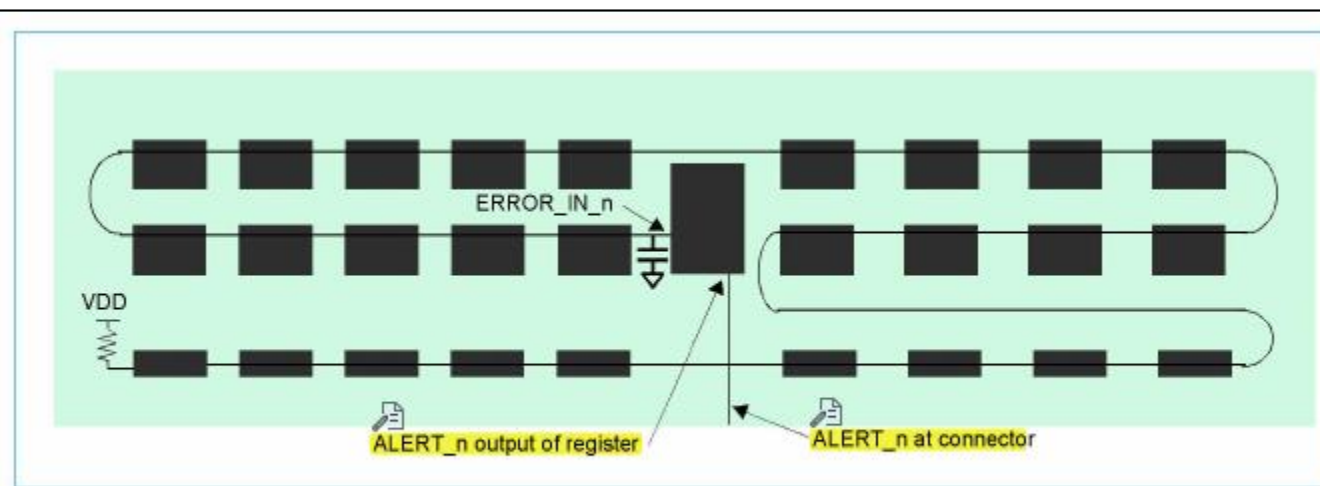 ERROR_IN_n
VDD
ALERT_n output of register
ALERT_n at connector